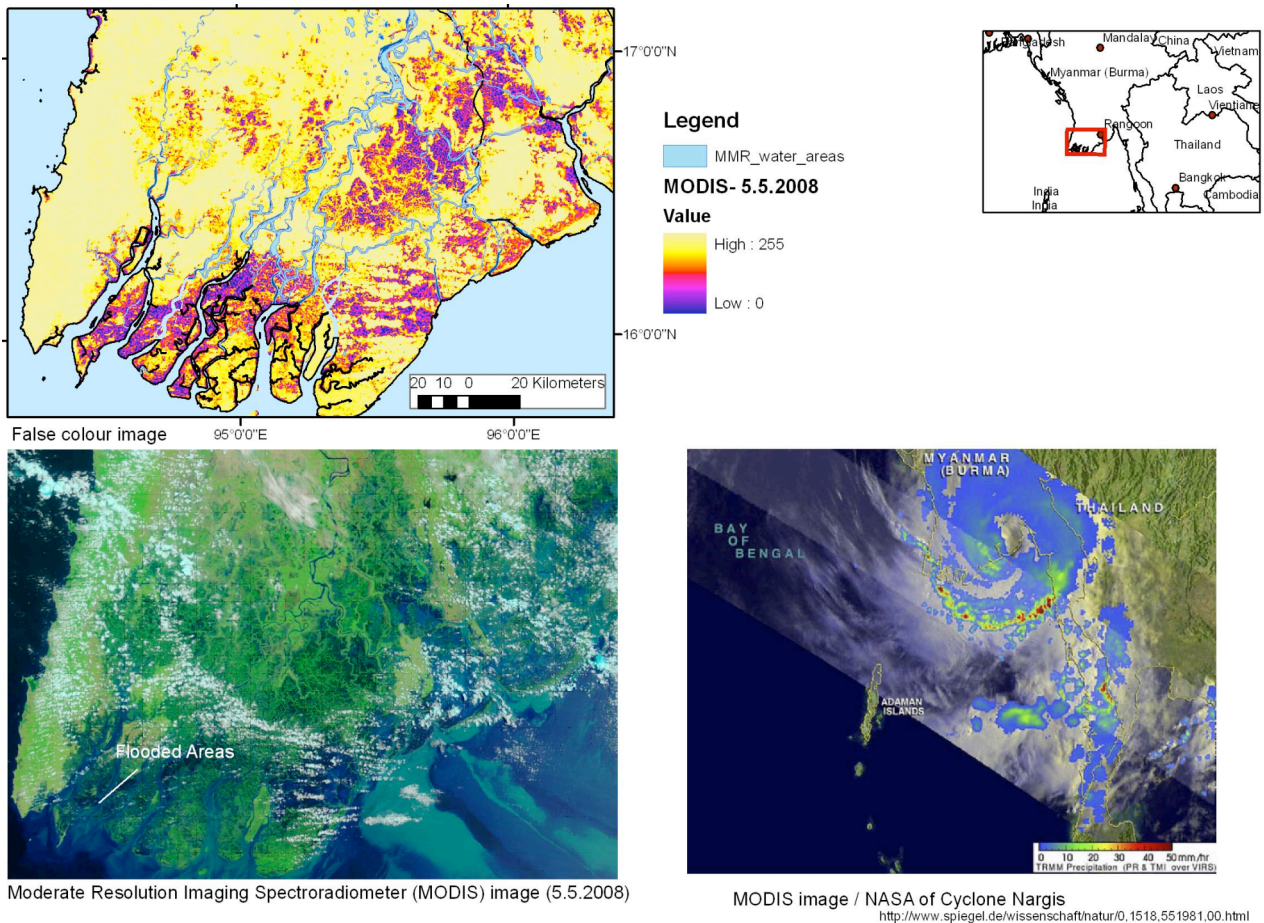 17°0'0"N
16°0'0"N
20 10 0 20 Kilometers
False colour image
95°0'0"E
96°0'0"E
Legend
MMR_water_areas
MODIS- 5.5.2008
Value
High : 255
Low : 0
Bangladesh
Mandalay
China
Vietnam
Myanmar (Burma)
Laos
Vientiane
Rangoon
Thailand
Bangkok
India
India
Cambodia
Flooded Areas
Moderate Resolution Imaging Spectroradiometer (MODIS) image (5.5.2008)
MYANMAR
(BURMA)
THAILAND
BAY
OF
BENGAL
ADAMAN
ISLANDS
0 10 20 30 40 50mm/hr
TRMM Precipitation (PR & TMI over VIRS)
MODIS image / NASA of Cyclone Nargis
http://www.spiegel.de/wissenschaft/natur/0,1518,551981,00.html